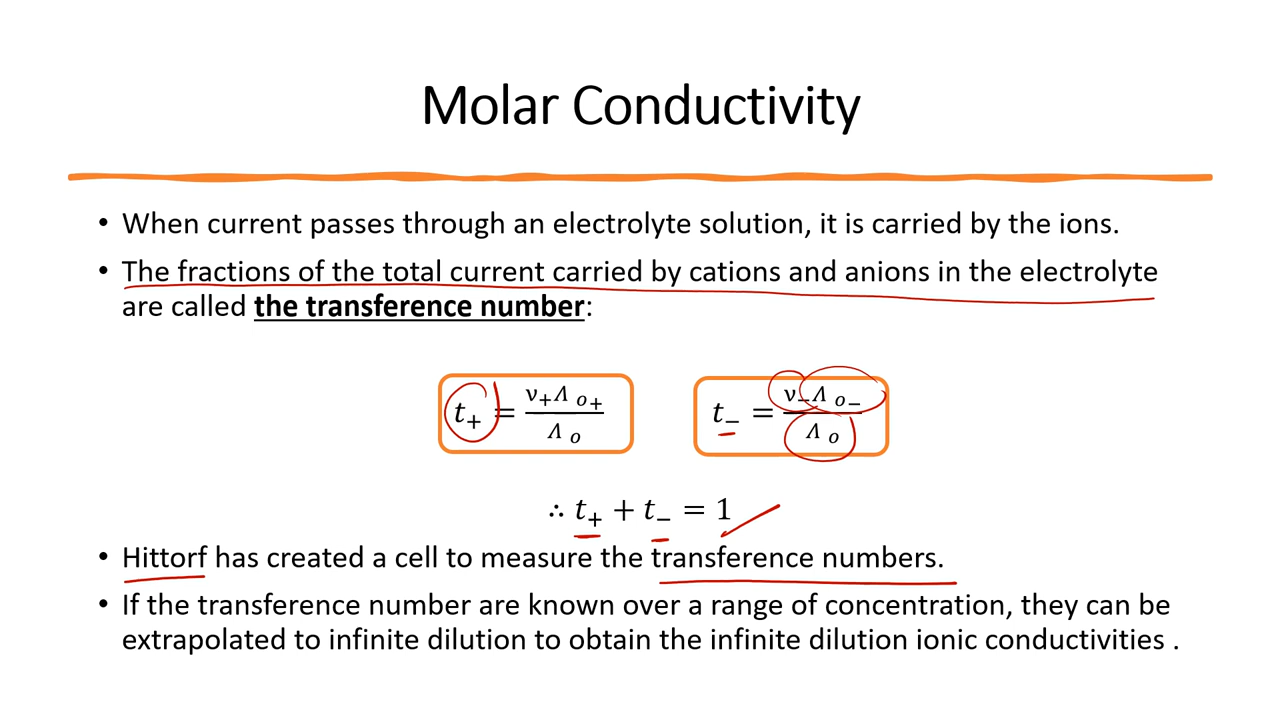 Molar Conductivity
• When current passes through an electrolyte solution, it is carried by the ions.
• The fractions of the total current carried by cations and anions in the electrolyte
are called the transference number:
t₊ = ν₊Λ ₒ₊ / Λ ₒ
t₋ = ν₋Λ ₒ₋ / Λ ₒ
∴ t₊ + t₋ = 1
• Hittorf has created a cell to measure the transference numbers.
• If the transference number are known over a range of concentration, they can be
extrapolated to infinite dilution to obtain the infinite dilution ionic conductivities .